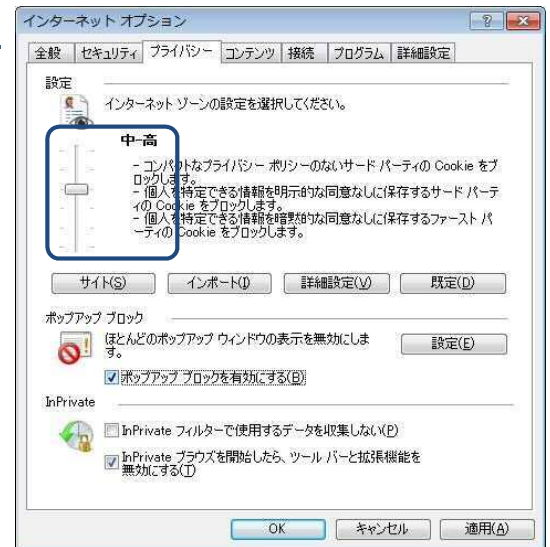 インターネット オプション
全般 セキュリティ プライバシー コンテンツ 接続 プログラム 詳細設定
設定
インターネット ゾーンの設定を選択してください。
中-高
- コンパクトなプライバシー ポリシーのないサード パーティの Cookie をブ
ロックします。
- 個人を特定できる情報を明示的な同意なしに保存するサード パーテ
ィの Cookie をブロックします。
- 個人を特定できる情報を暗黙的な同意なしに保存するファースト パ
ーティの Cookie をブロックします。
サイト(S) インポート(I) 詳細設定(V) 既定(D)
ポップアップ ブロック
ほとんどのポップアップ ウィンドウの表示を無効にしま
す。
設定(E)
ポップアップ ブロックを有効にする(B)
InPrivate
InPrivate フィルターで使用するデータを収集しない(P)
InPrivate ブラウズを開始したら、ツール バーと拡張機能を
無効にする(T)
OK キャンセル 適用(A)